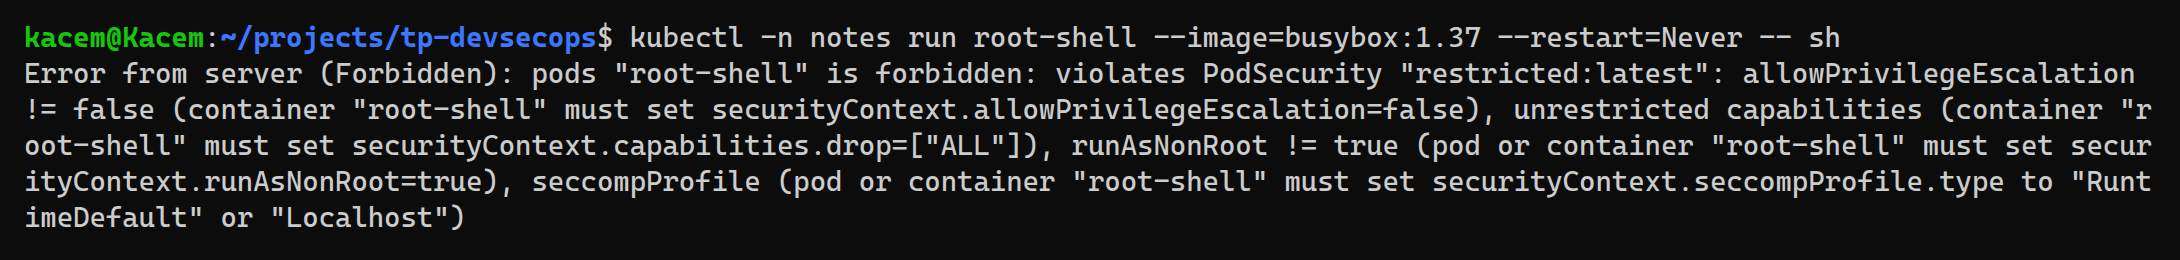 kacem@Kacem:~/projects/tp-devsecops$ kubectl -n notes run root-shell --image=busybox:1.37 --restart=Never -- sh
Error from server (Forbidden): pods "root-shell" is forbidden: violates PodSecurity "restricted:latest": allowPrivilegeEscalation
!= false (container "root-shell" must set securityContext.allowPrivilegeEscalation=false), unrestricted capabilities (container "r
oot-shell" must set securityContext.capabilities.drop=["ALL"]), runAsNonRoot != true (pod or container "root-shell" must set secur
ityContext.runAsNonRoot=true), seccompProfile (pod or container "root-shell" must set securityContext.seccompProfile.type to "Runt
imeDefault" or "Localhost")